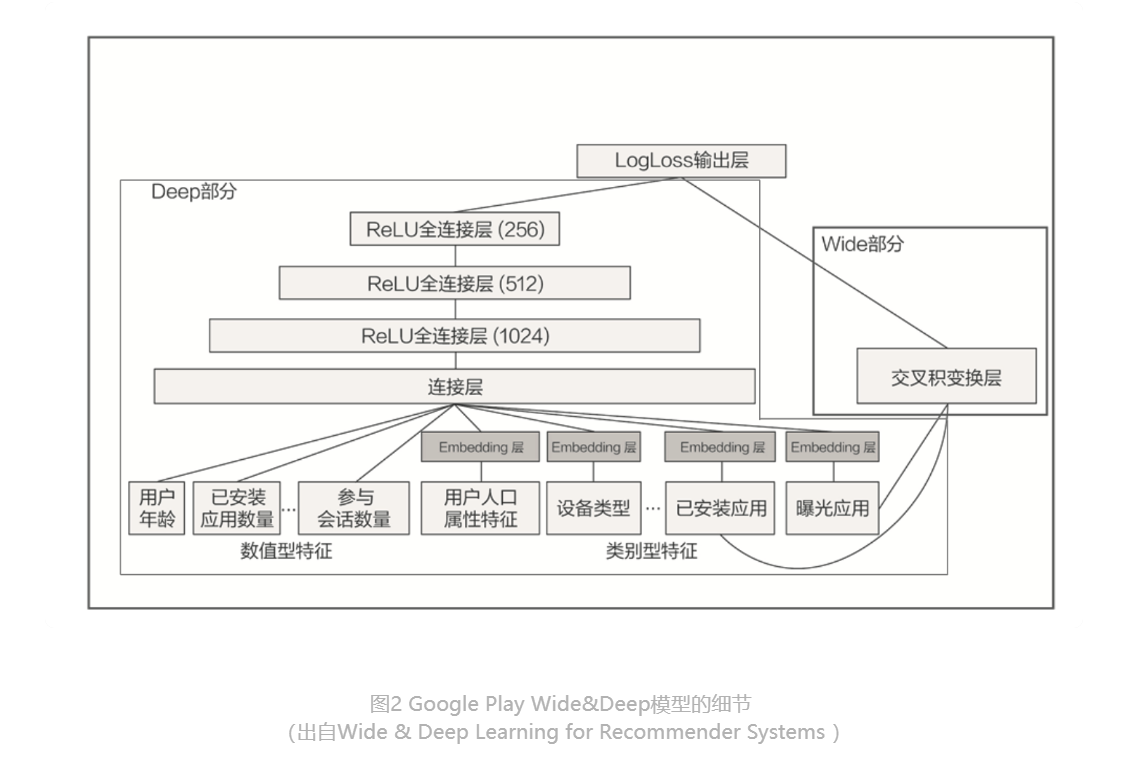 LogLoss输出层
Deep部分
ReLU全连接层 (256)
Wide部分
ReLU全连接层 (512)
ReLU全连接层 (1024)
交叉积变换层
连接层
Embedding 层
Embedding 层
Embedding 层
Embedding 层
用户
年龄
已安装
应用数量
...
参与
会话数量
用户人口
属性特征
设备类型
...
已安装应用
曝光应用
数值型特征
类别型特征
图2 Google Play Wide&Deep模型的细节
(出自Wide & Deep Learning for Recommender Systems )